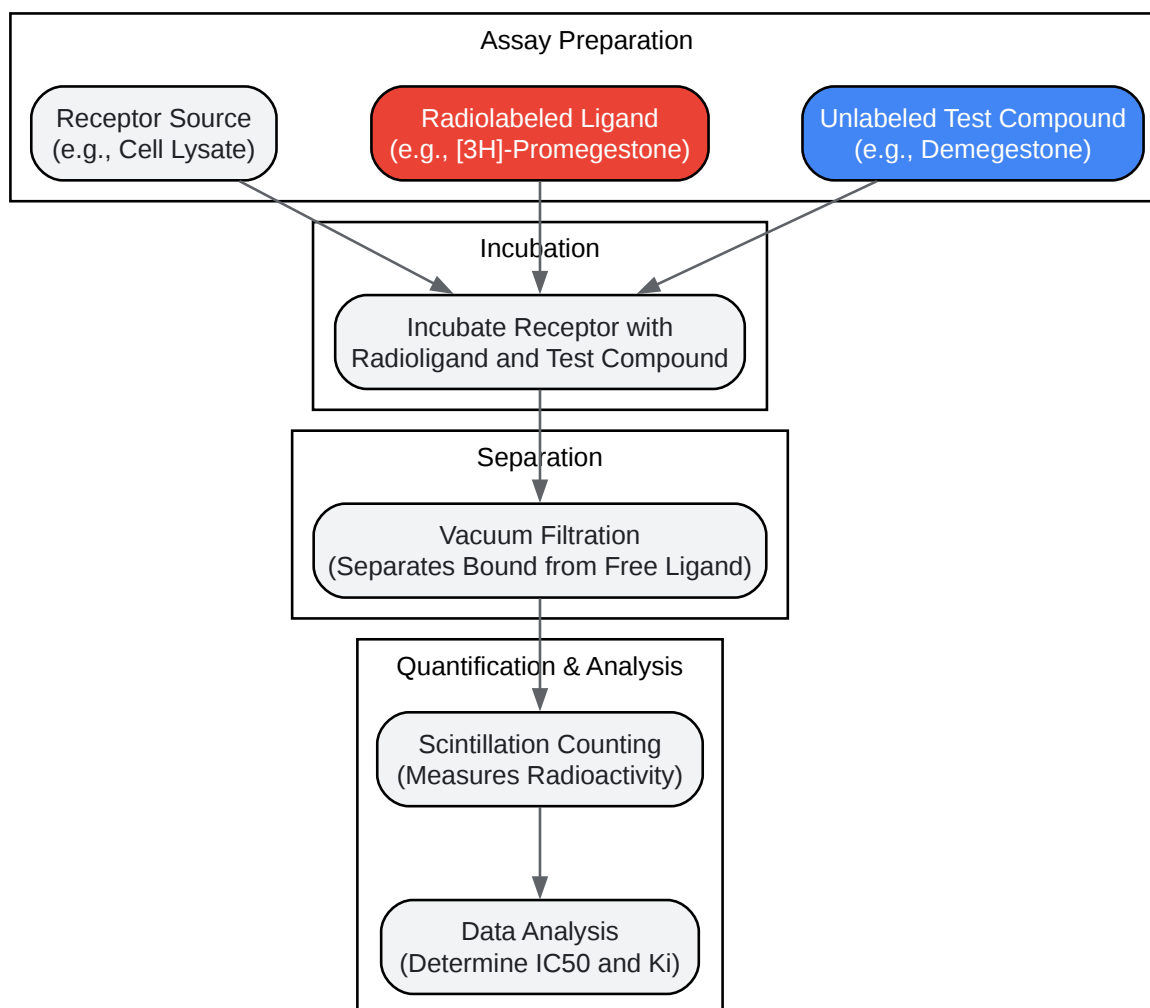 Assay Preparation
Receptor Source
(e.g., Cell Lysate)
Radiolabeled Ligand
(e.g., [3H]-Promegestone)
Unlabeled Test Compound
(e.g., Demegestone)
Incubation
Incubate Receptor with
Radioligand and Test Compound
Separation
Vacuum Filtration
(Separates Bound from Free Ligand)
Quantification & Analysis
Scintillation Counting
(Measures Radioactivity)
Data Analysis
(Determine IC50 and Ki)